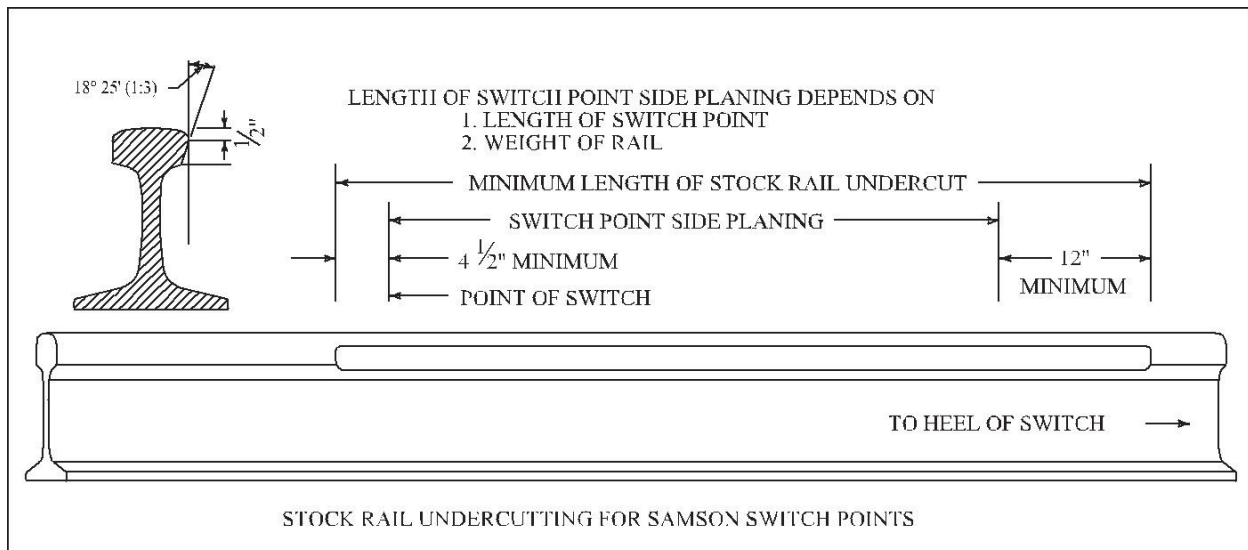 18° 25' (1:3)
1/2"
LENGTH OF SWITCH POINT SIDE PLANING DEPENDS ON
1. LENGTH OF SWITCH POINT
2. WEIGHT OF RAIL
MINIMUM LENGTH OF STOCK RAIL UNDERCUT
SWITCH POINT SIDE PLANING
4 1/2" MINIMUM
12"
MINIMUM
POINT OF SWITCH
TO HEEL OF SWITCH
STOCK RAIL UNDERCUTTING FOR SAMSON SWITCH POINTS